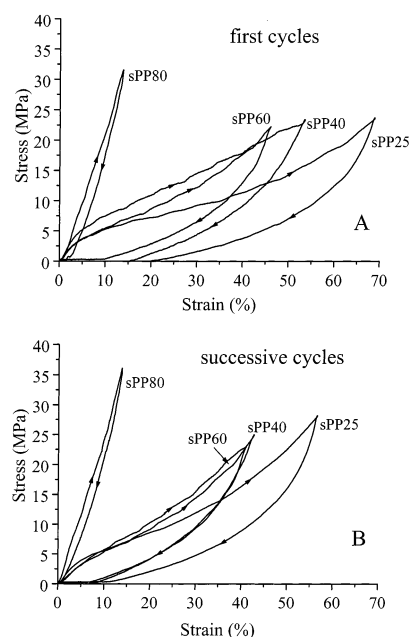 first cycles
40
35
30
25
20
15
10
5
0
Stress (MPa)
sPP80
sPP60
sPP40
sPP25
A
0 10 20 30 40 50 60 70
Strain (%)
successive cycles
40
35
30
25
20
15
10
5
0
Stress (MPa)
sPP80
sPP60
sPP40
sPP25
B
0 10 20 30 40 50 60 70
Strain (%)